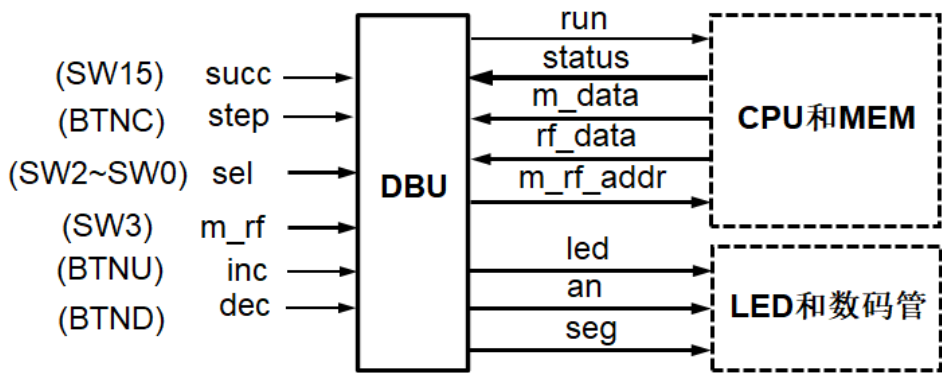 (SW15) succ
(BTNC) step
(SW2~SW0) sel
(SW3) m_rf
(BTNU) inc
(BTND) dec
DBU
run
status
m_data
rf_data
m_rf_addr
led
an
seg
CPU和MEM
LED和数码管